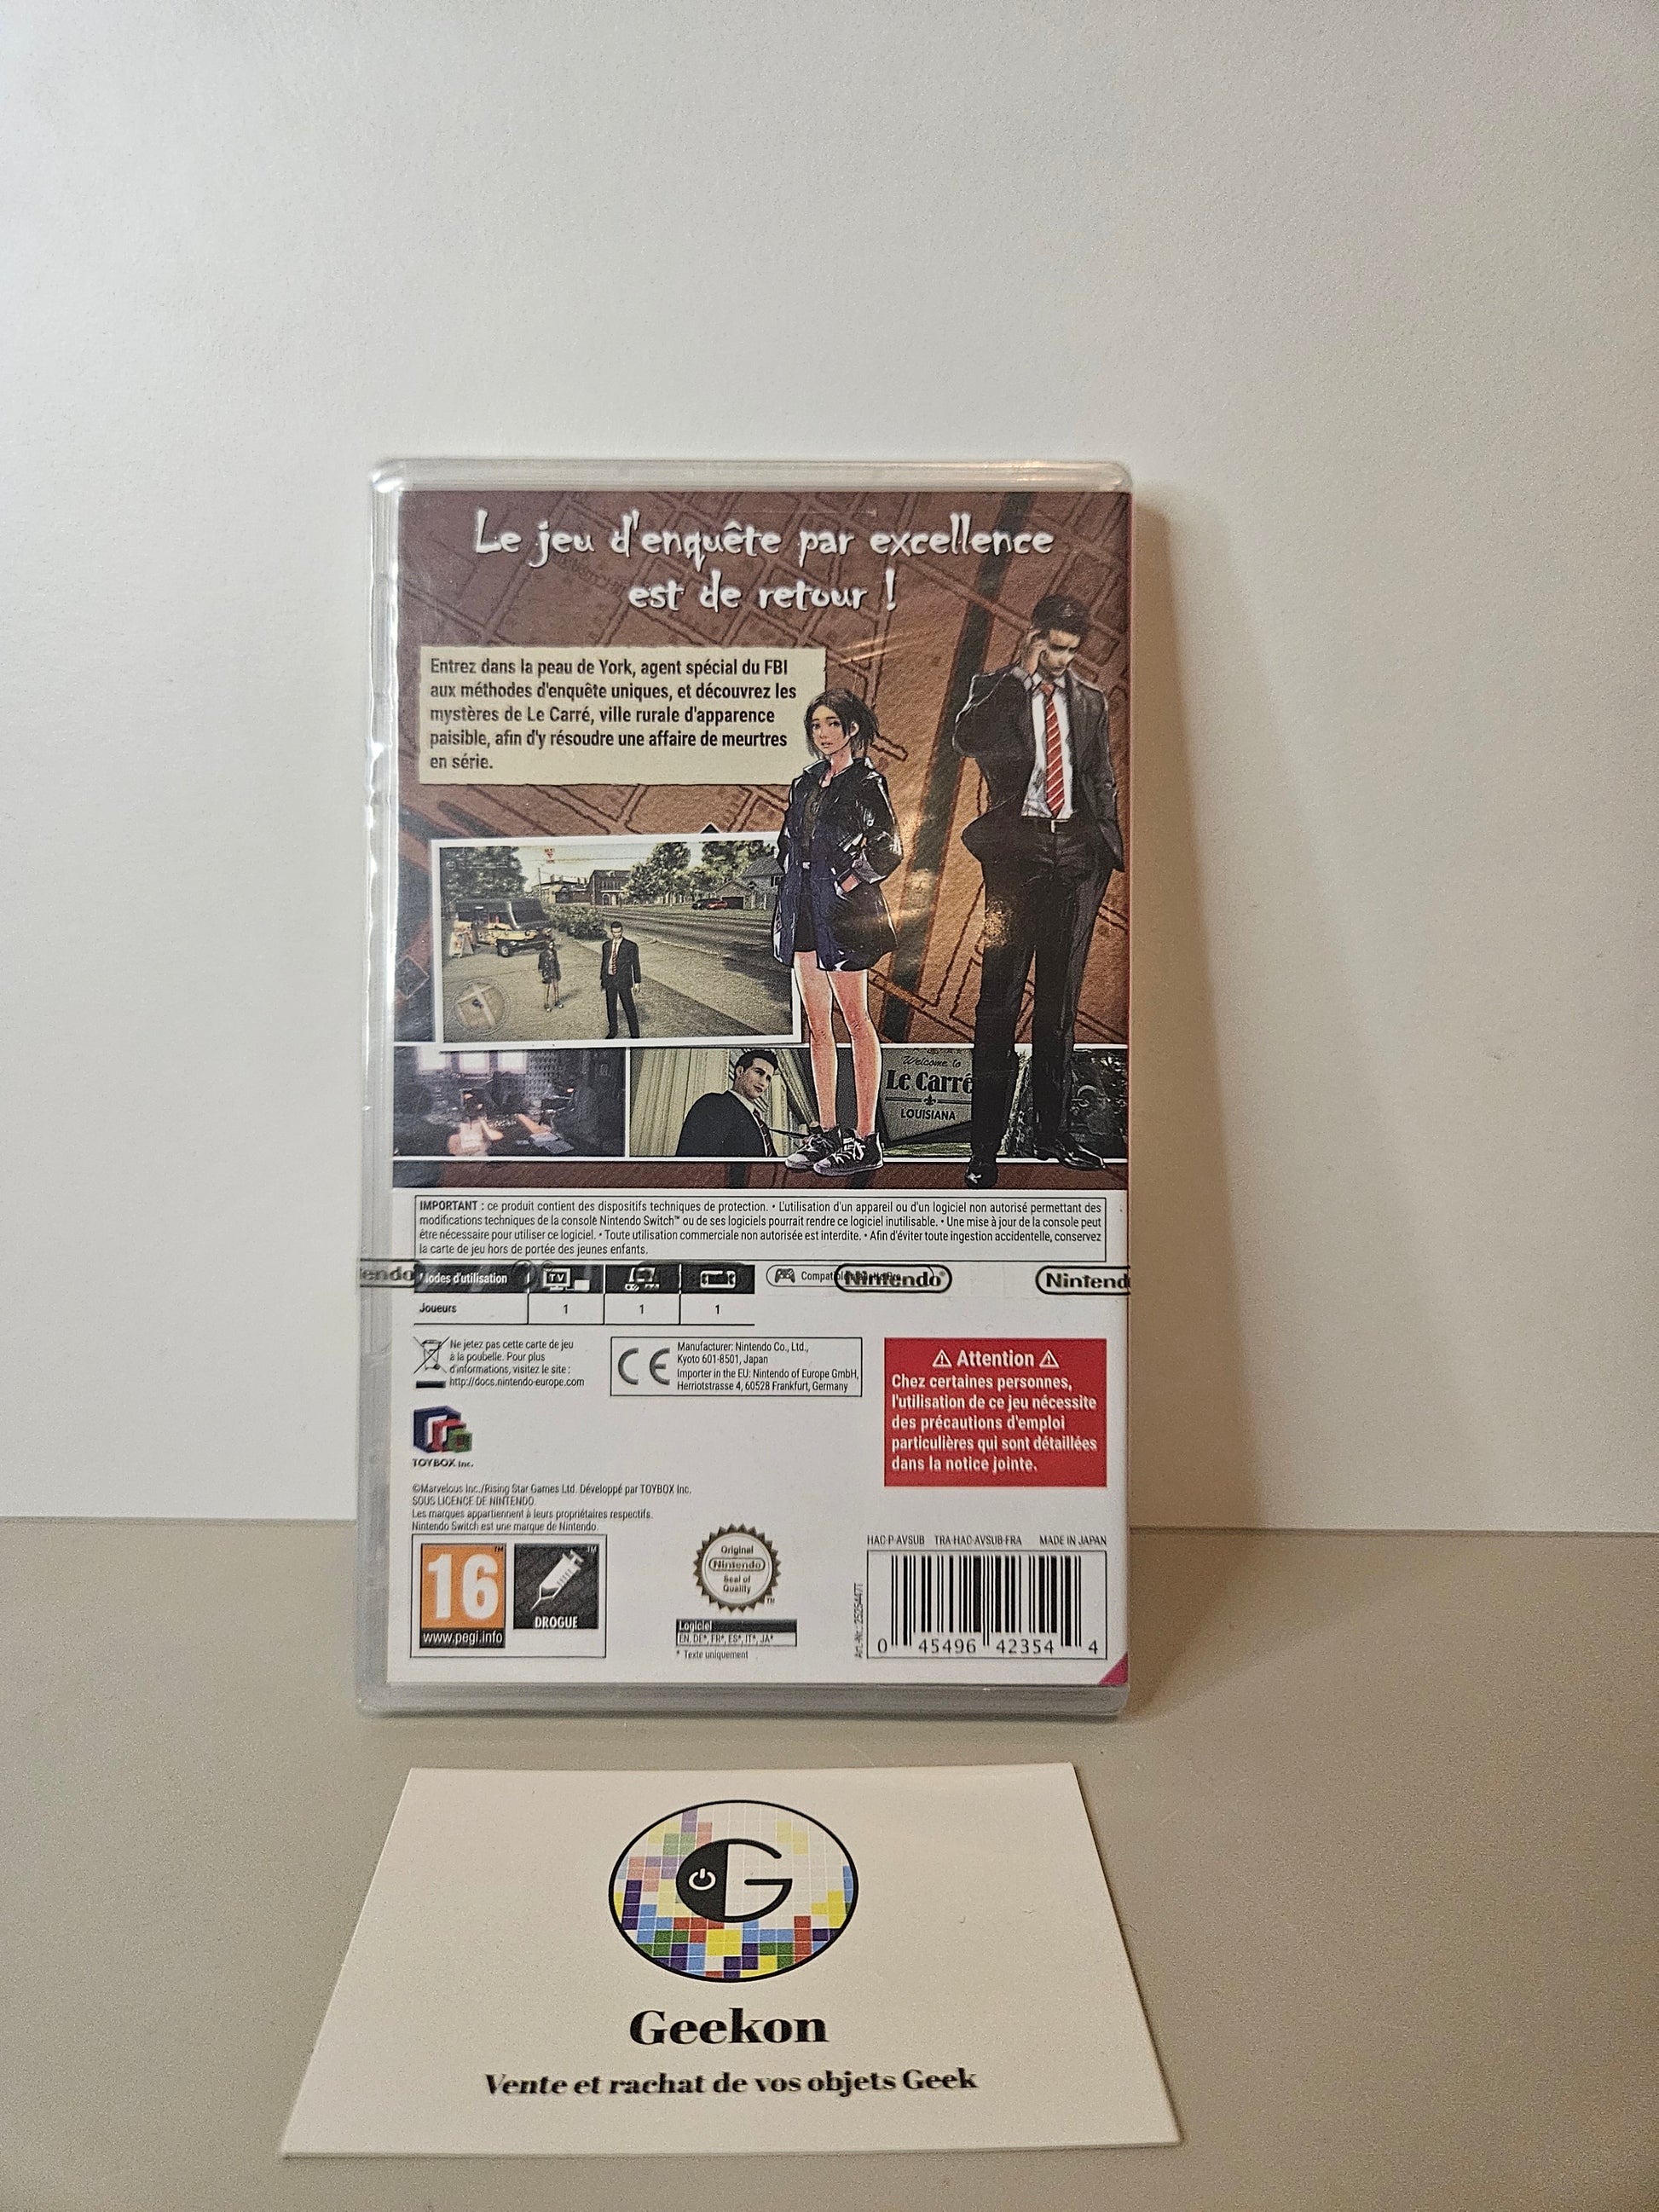 Le jeu d'enquête par excellence
est de retour !
Entrez dans la peau de York, agent spécial du FBI
aux méthodes d'enquête uniques, et découvrez les
mystères de Le Carré, ville rurale d'apparence
paisible, afin d'y résoudre une affaire de meurtres
en série.
Welcome to
Le Carré
LOUISIANA
IMPORTANT : ce produit contient des dispositifs techniques de protection. • L'utilisation d'un appareil ou d'un logiciel non autorisé permettant des
modifications techniques de la console Nintendo Switch™ ou de ses logiciels pourrait rendre ce logiciel inutilisable. • Une mise à jour de la console peut
être nécessaire pour utiliser ce logiciel. • Toute utilisation commerciale non autorisée est interdite. • Afin d'éviter toute ingestion accidentelle, conservez
la carte de jeu hors de portée des jeunes enfants.
Modes d'utilisation TV Nintendo Nintend
Joueurs 1 1 1
Ne jetez pas cette carte de jeu
à la poubelle. Pour plus
d'informations, visitez le site :
http://docs.nintendo-europe.com
CE
Manufacturer: Nintendo Co., Ltd.,
Kyoto 601-8501, Japan
Importer in the EU: Nintendo of Europe GmbH,
Herriotstrasse 4, 60528 Frankfurt, Germany
⚠ Attention ⚠
Chez certaines personnes,
l'utilisation de ce jeu nécessite
des précautions d'emploi
particulières qui sont détaillées
dans la notice jointe.
TOYBOX Inc.
©Marvelous Inc./Rising Star Games Ltd. Développé par TOYBOX Inc.
SOUS LICENCE DE NINTENDO.
Les marques appartiennent à leurs propriétaires respectifs.
Nintendo Switch est une marque de Nintendo.
16™
www.pegi.info
DROGUE
Original
Nintendo
Seal of
Quality
™
Logiciel
EN, DE*, FR*, ES*, IT*, JA*
* Texte uniquement
HAC-P-AVSUB TRA-HAC-AVSUB-FRA MADE IN JAPAN
Art.-Nr.: 2525447T
0 45496 42354 4
G
Geekon
Vente et rachat de vos objets Geek